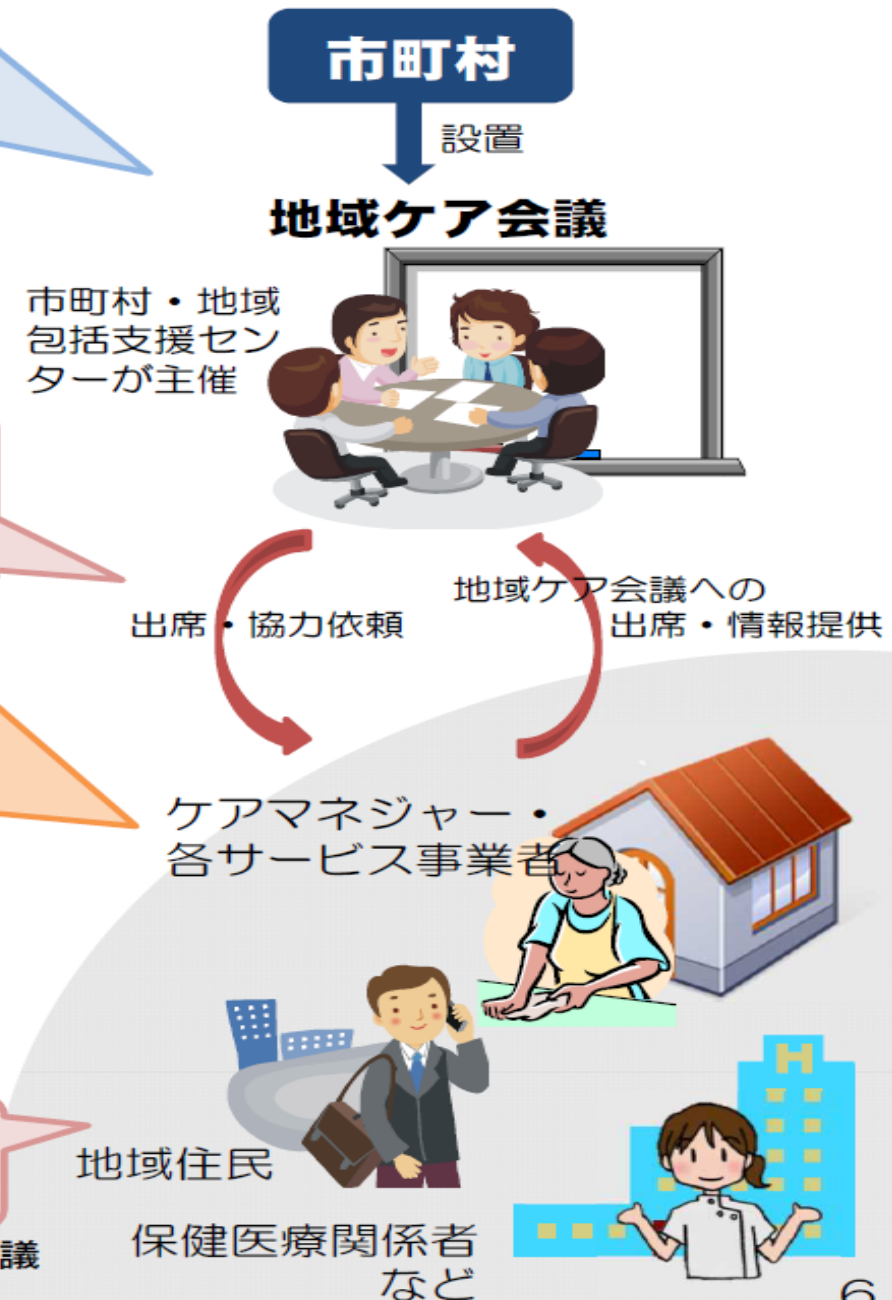 市町村
設置
地域ケア会議
市町村・地域
包括支援セン
ターが主催
出席・協力依頼
地域ケア会議への
出席・情報提供
ケアマネジャー・
各サービス事業者
H
地域住民
保健医療関係者
など
議
6